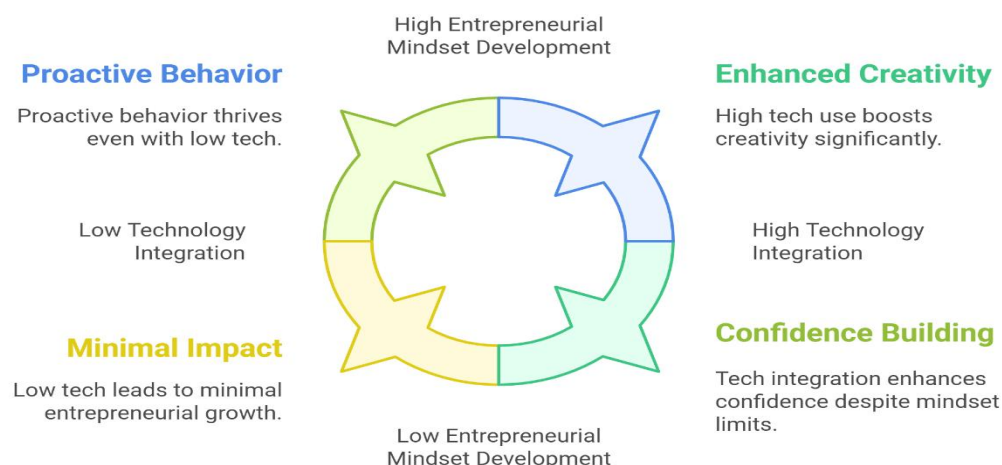 High Entrepreneurial
Mindset Development
Proactive Behavior
Proactive behavior thrives
even with low tech.
Enhanced Creativity
High tech use boosts
creativity significantly.
Low Technology
Integration
High Technology
Integration
Minimal Impact
Low tech leads to minimal
entrepreneurial growth.
Confidence Building
Tech integration enhances
confidence despite mindset
limits.
Low Entrepreneurial
Mindset Development